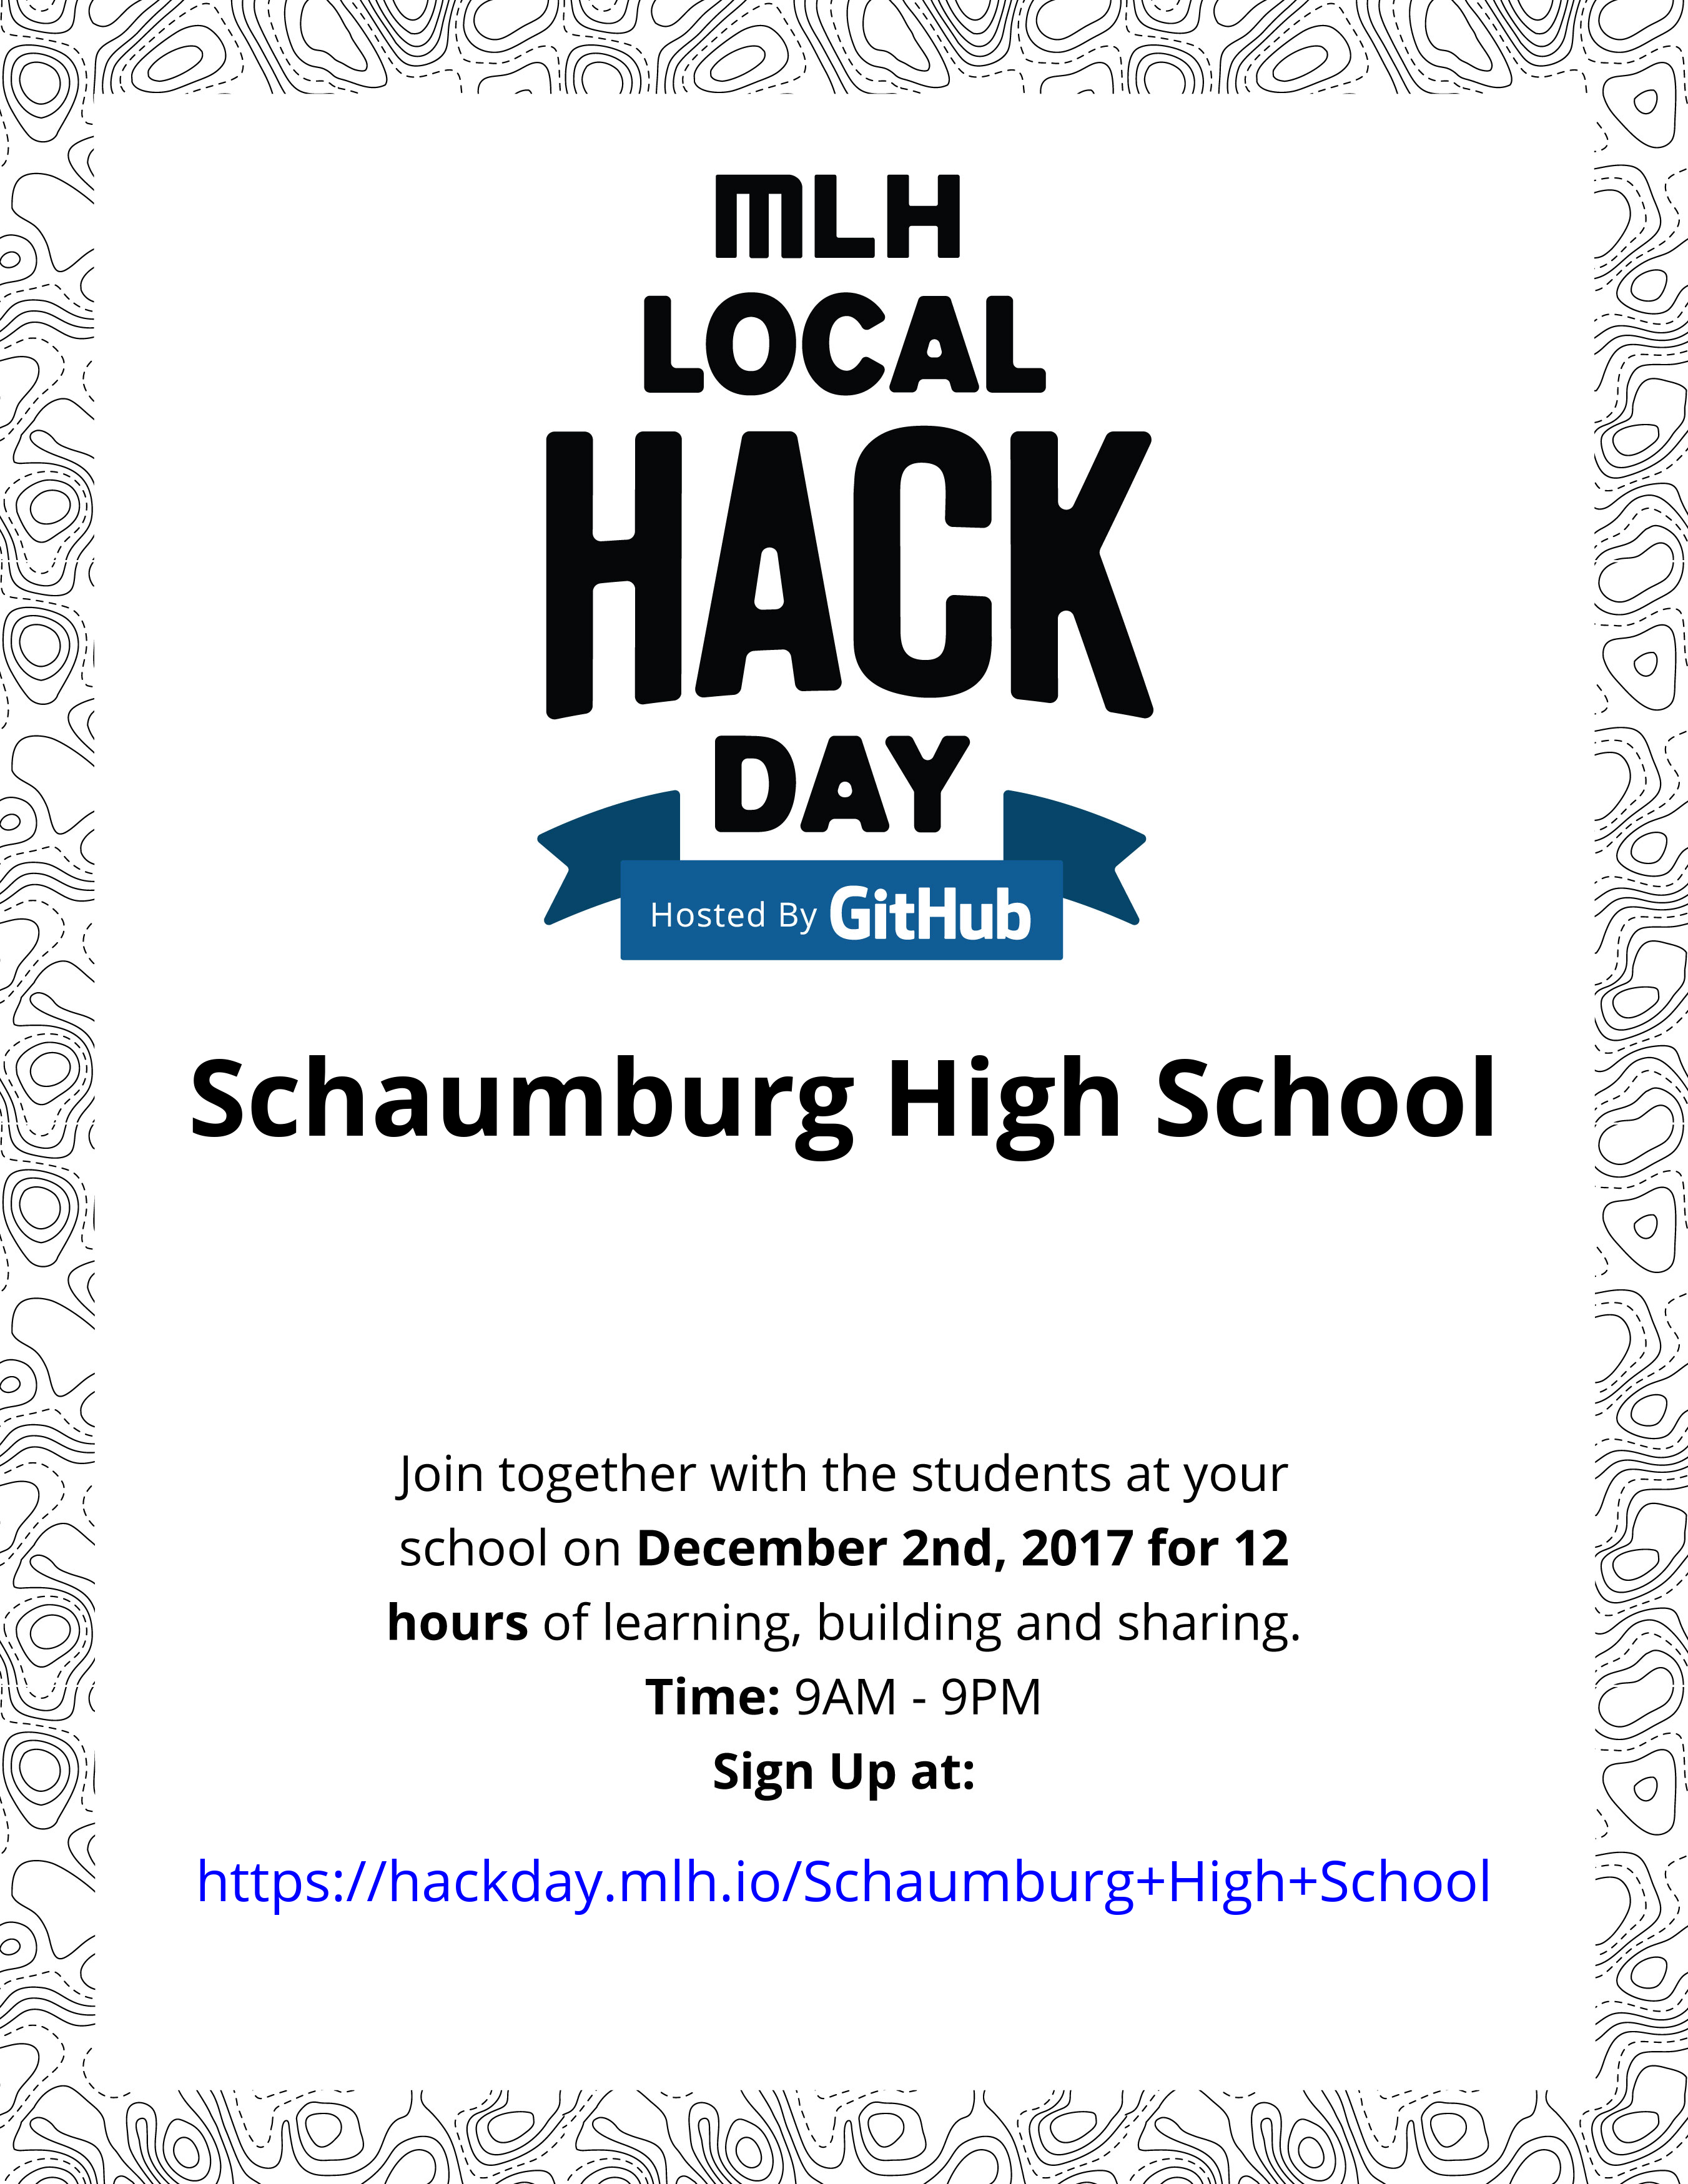 MLH
LOCAL
HACK
DAY
Hosted By GitHub
Schaumburg High School
Join together with the students at your
school on December 2nd, 2017 for 12
hours of learning, building and sharing.
Time: 9AM - 9PM
Sign Up at:
https://hackday.mlh.io/Schaumburg+High+School